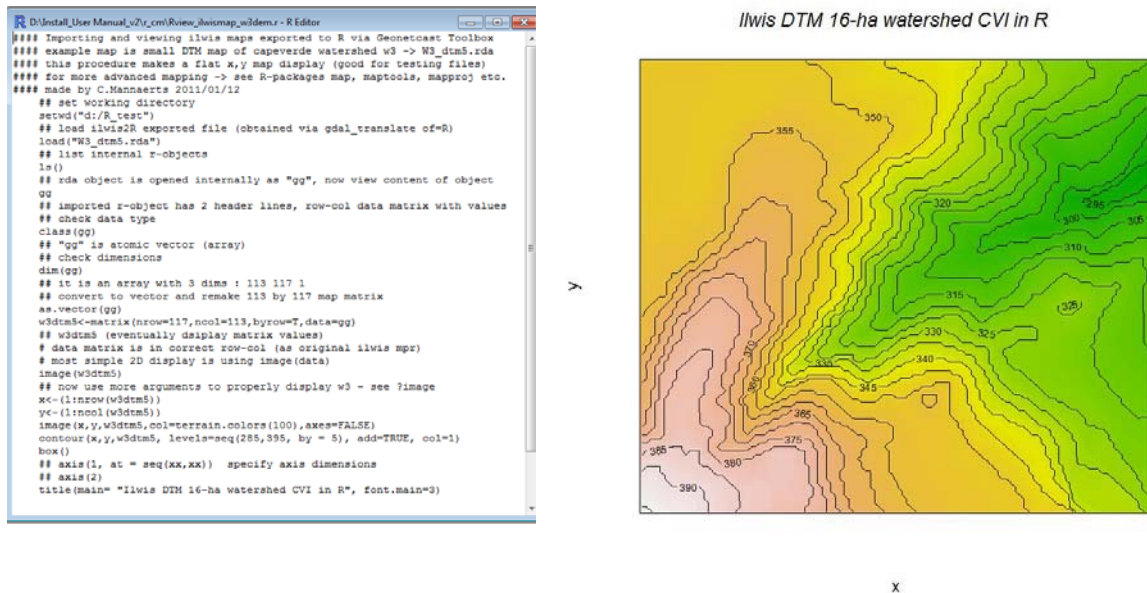 D:\Install_User Manual_v2\r_cm\Rview_ilwismap_w3dem.r - R Editor
#### Importing and viewing ilwis maps exported to R via Geonetcast Toolbox
#### example map is small DTM map of capeverde watershed w3 -> W3_dtm5.rda
#### this procedure makes a flat x,y map display (good for testing files)
#### for more advanced mapping -> see R-packages map, maptools, mapproj etc.
#### made by C.Mannaerts 2011/01/12
## set working directory
setwd("d:/R_test")
## load ilwis2R exported file (obtained via gdal_translate of=R)
load("W3_dtm5.rda")
## list internal r-objects
ls()
## rda object is opened internally as "gg", now view content of object
gg
## imported r-object has 2 header lines, row-col data matrix with values
## check data type
class(gg)
## "gg" is atomic vector (array)
## check dimensions
dim(gg)
## it is an array with 3 dims : 113 117 1
## convert to vector and remake 113 by 117 map matrix
as.vector(gg)
w3dtm5<-matrix(nrow=117,ncol=113,byrow=T,data=gg)
## w3dtm5 (eventually dsiplay matrix values)
# data matrix is in correct row-col (as original ilwis mpr)
# most simple 2D display is using image(data)
image(w3dtm5)
## now use more arguments to properly display w3 - see ?image
x<-(1:nrow(w3dtm5))
y<-(1:ncol(w3dtm5))
image(x,y,w3dtm5,col=terrain.colors(100),axes=FALSE)
contour(x,y,w3dtm5, levels=seq(285,395, by = 5), add=TRUE, col=1)
box()
## axis(1, at = seq(xx,xx)) specify axis dimensions
## axis(2)
title(main= "Ilwis DTM 16-ha watershed CVI in R", font.main=3)
Ilwis DTM 16-ha watershed CVI in R
350
355
320
295
300
305
310
315
325
330
325
370
335
340
360
345
365
375
385
380
390
y
x